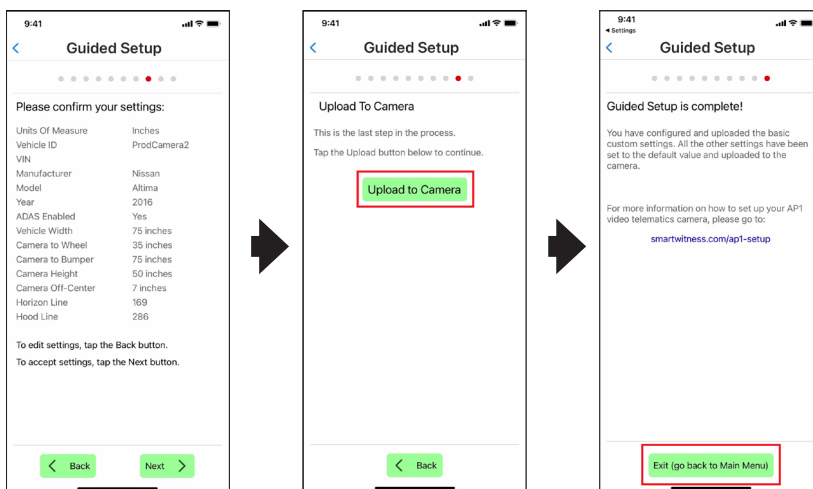 9:41
Guided Setup
Please confirm your settings:
Units Of Measure Inches
Vehicle ID ProdCamera2
VIN
Manufacturer Nissan
Model Altima
Year 2016
ADAS Enabled Yes
Vehicle Width 75 inches
Camera to Wheel 35 inches
Camera to Bumper 75 inches
Camera Height 50 inches
Camera Off-Center 7 inches
Horizon Line 169
Hood Line 286
To edit settings, tap the Back button.
To accept settings, tap the Next button.
Back Next
9:41
Guided Setup
Upload To Camera
This is the last step in the process.
Tap the Upload button below to continue.
Upload to Camera
Back
9:41
Settings
Guided Setup
Guided Setup is complete!
You have configured and uploaded the basic
custom settings. All the other settings have been
set to the default value and uploaded to the
camera.
For more information on how to set up your AP1
video telematics camera, please go to:
smartwitness.com/ap1-setup
Exit (go back to Main Menu)